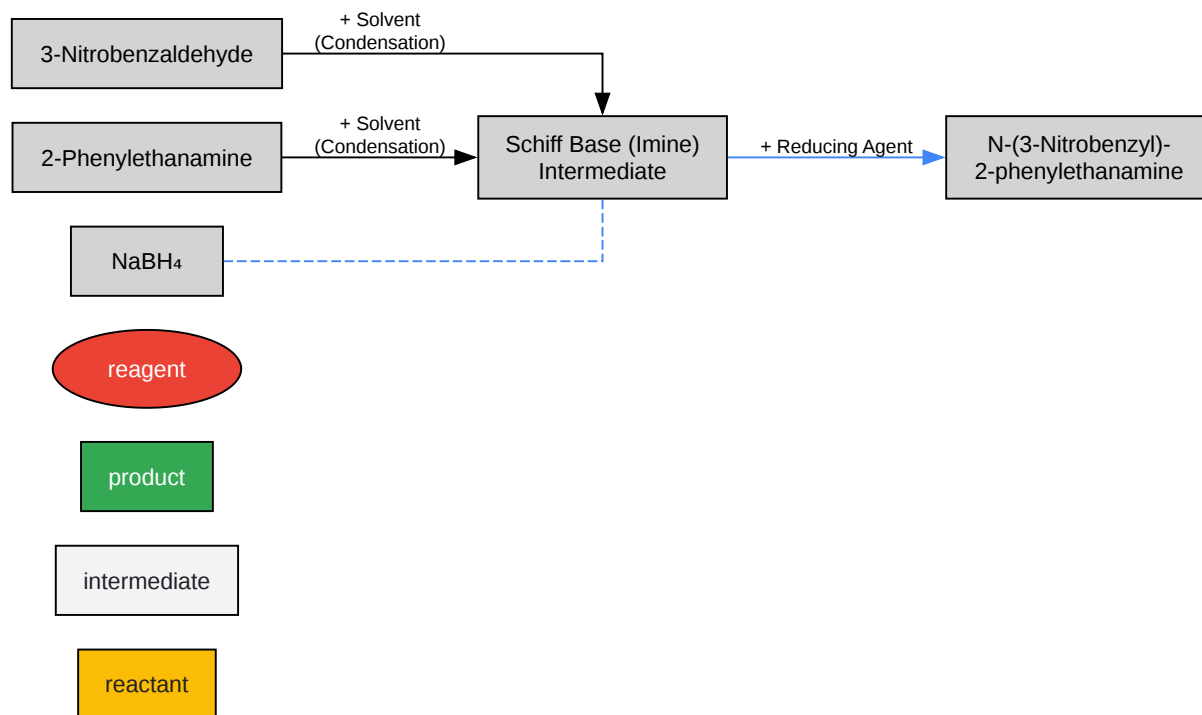 3-Nitrobenzaldehyde
+ Solvent
(Condensation)
2-Phenylethanamine
+ Solvent
(Condensation)
Schiff Base (Imine)
Intermediate
+ Reducing Agent
N-(3-Nitrobenzyl)-
2-phenylethanamine
NaBH₄
reagent
product
intermediate
reactant